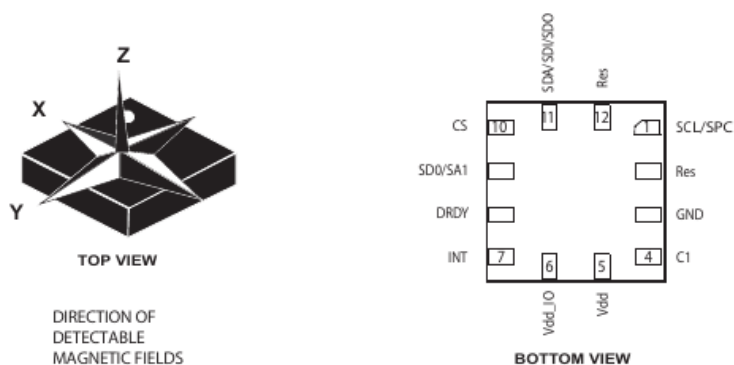 Z
X
Y
TOP VIEW
DIRECTION OF
DETECTABLE
MAGNETIC FIELDS
SDA/SDI/SDO
Res
11
12
CS
10
1
SCL/SPC
SD0/SA1
Res
DRDY
GND
INT
7
4
C1
6
5
Vdd_IO
Vdd
BOTTOM VIEW